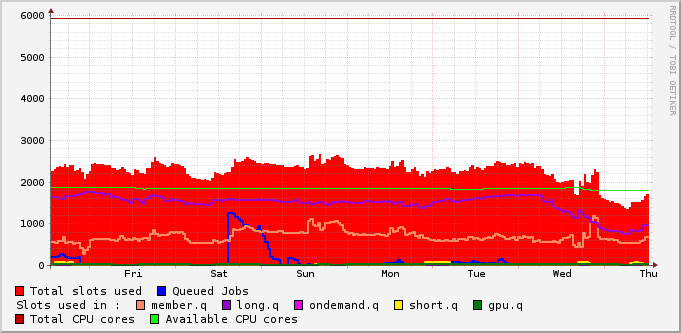 RRDTOOL / TOBI OETIKER
6000
5000
4000
3000
2000
1000
0
Fri Sat Sun Mon Tue Wed Thu
Total slots used Queued Jobs
Slots used in : member.q long.q ondemand.q short.q gpu.q
Total CPU cores Available CPU cores